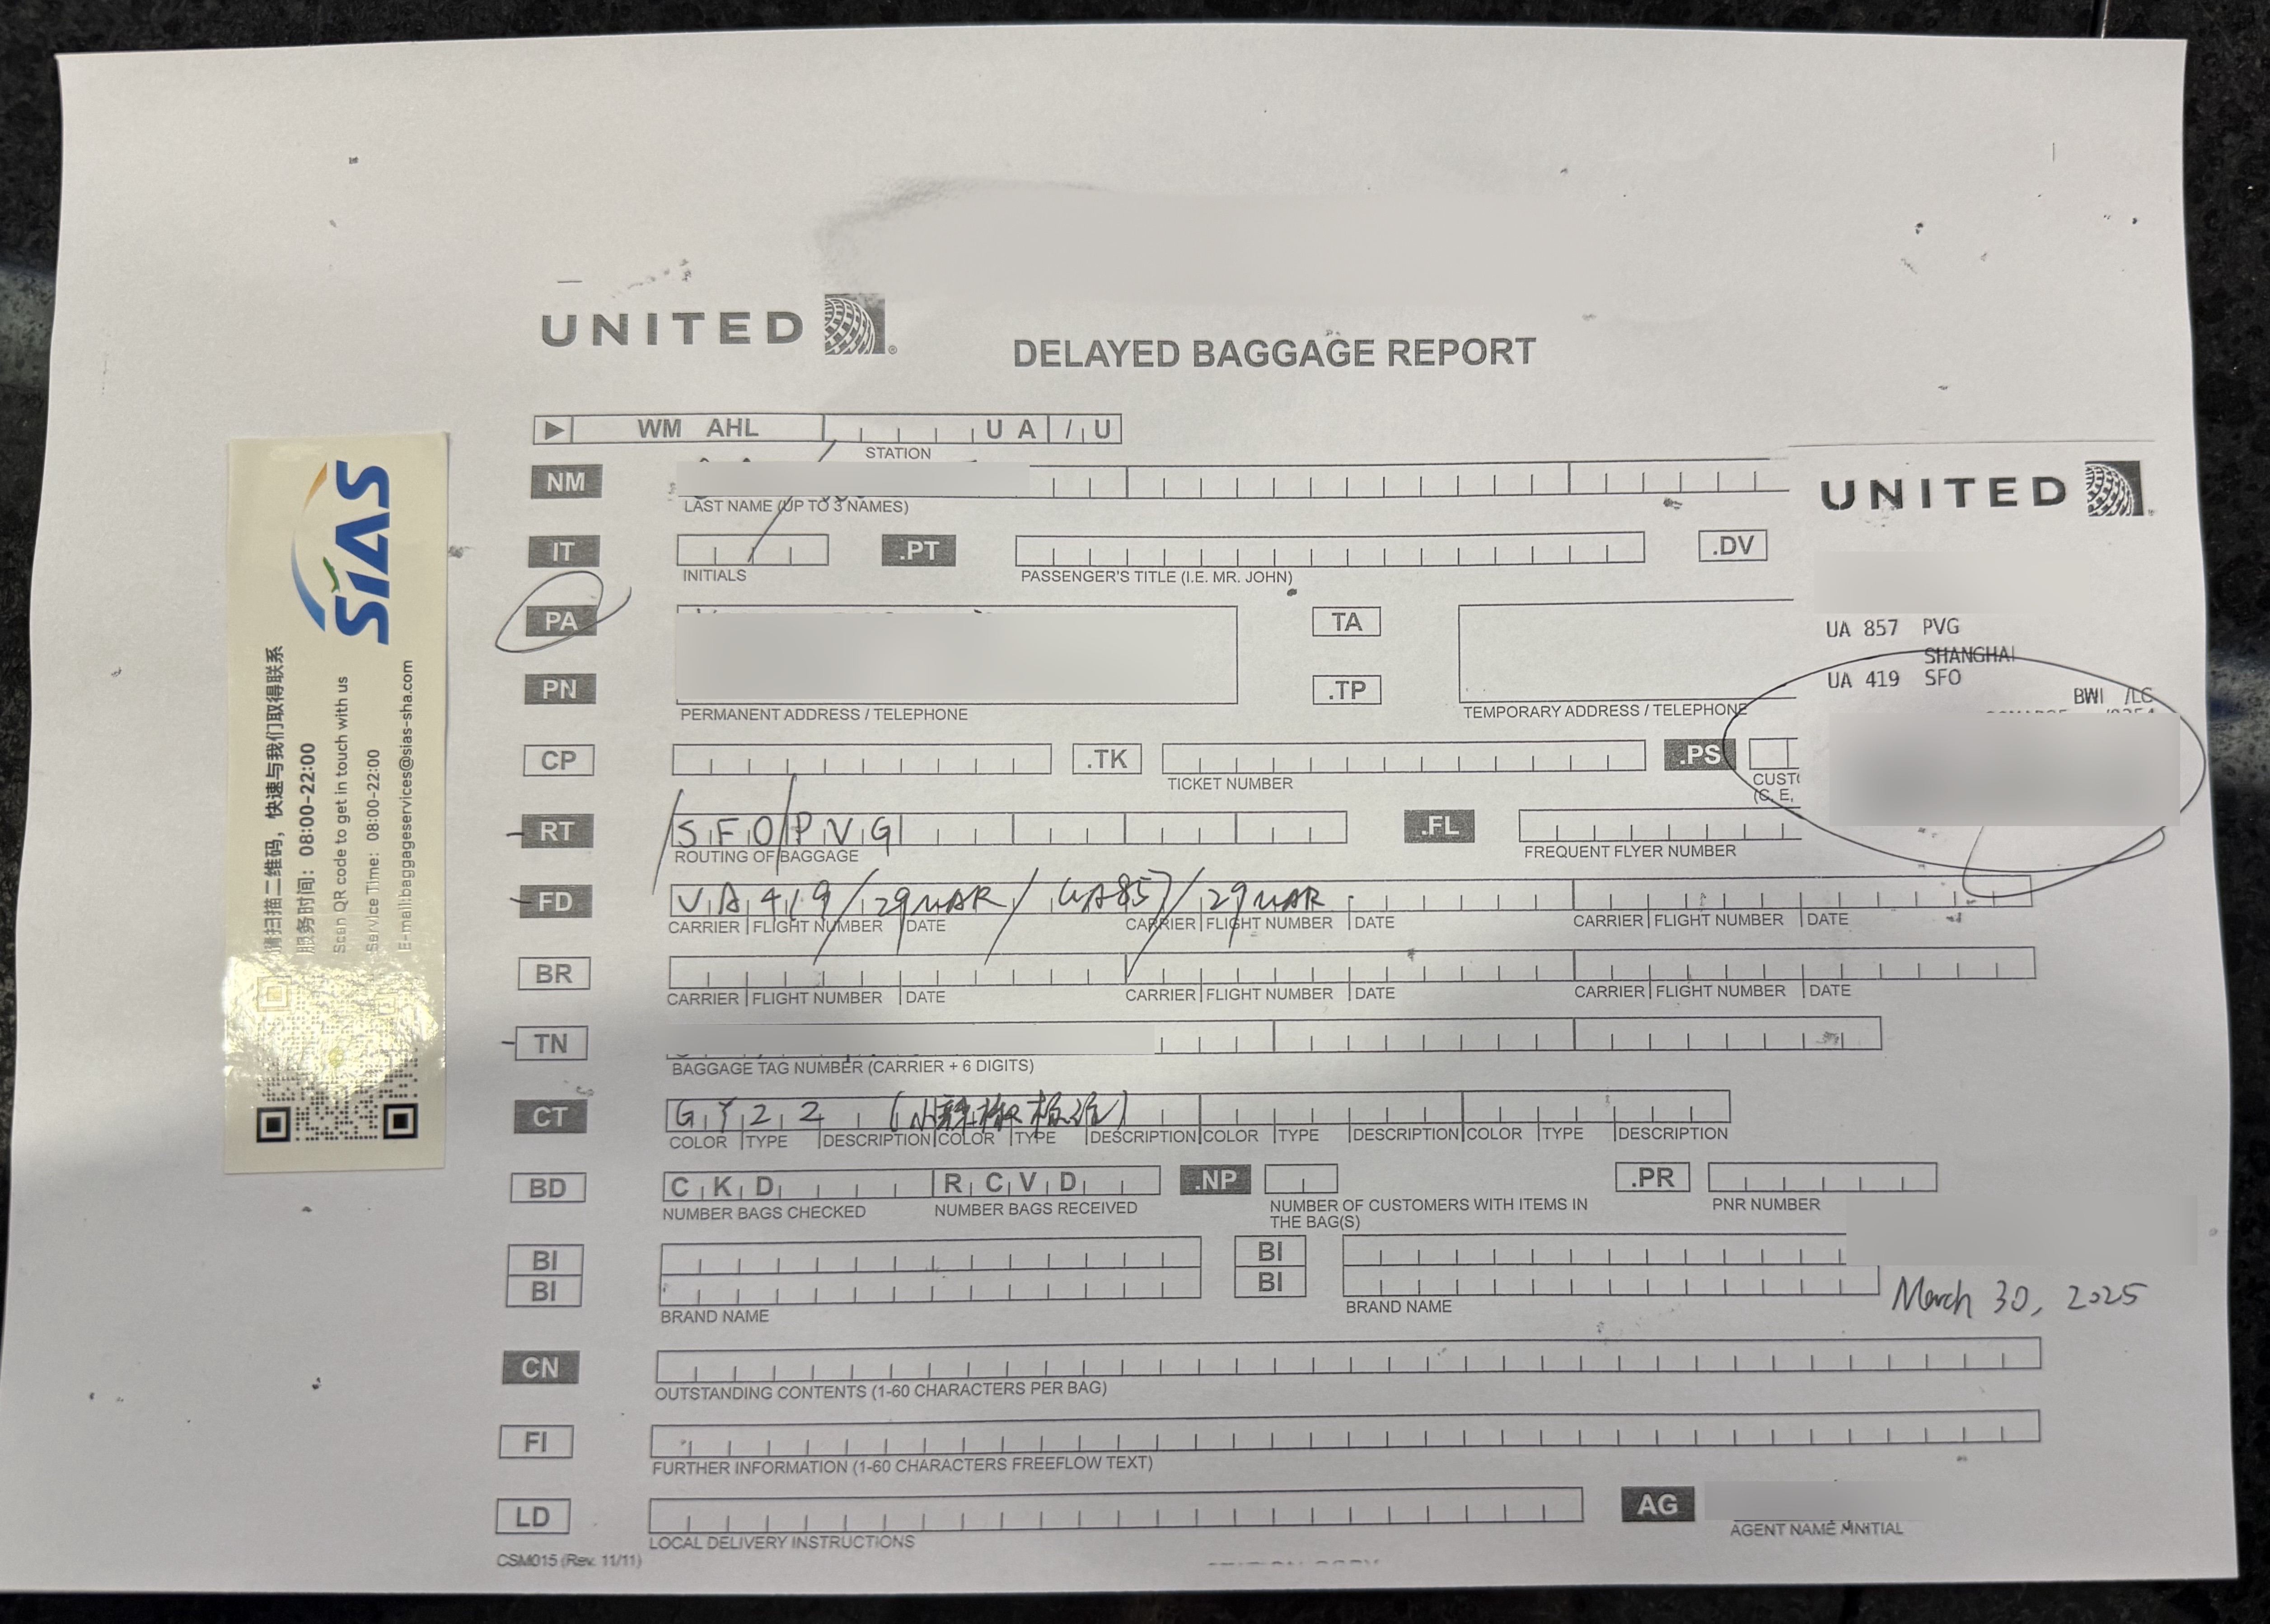 UNITED
DELAYED BAGGAGE REPORT
WM AHL UA/U
STATION
NM
LAST NAME (UP TO 3 NAMES)
IT
INITIALS
.PT
PASSENGER'S TITLE (I.E. MR. JOHN)
.DV
PA
TA
PN
.TP
PERMANENT ADDRESS / TELEPHONE
TEMPORARY ADDRESS / TELEPHONE
CP
.TK
TICKET NUMBER
.PS
CUST
(C, E,
RT
SFO/PVG
ROUTING OF BAGGAGE
.FL
FREQUENT FLYER NUMBER
FD
UA419/29MAR/UA857/29MAR
CARRIER FLIGHT NUMBER DATE CARRIER FLIGHT NUMBER DATE CARRIER FLIGHT NUMBER DATE
BR
CARRIER FLIGHT NUMBER DATE CARRIER FLIGHT NUMBER DATE CARRIER FLIGHT NUMBER DATE
TN
BAGGAGE TAG NUMBER (CARRIER + 6 DIGITS)
CT
GY22
COLOR TYPE DESCRIPTION COLOR TYPE DESCRIPTION COLOR TYPE DESCRIPTION COLOR TYPE DESCRIPTION
BD
CKD RCVD
NUMBER BAGS CHECKED NUMBER BAGS RECEIVED
.NP
NUMBER OF CUSTOMERS WITH ITEMS IN
THE BAG(S)
.PR
PNR NUMBER
BI
BI
BRAND NAME
BI
BI
BRAND NAME
March 30, 2025
CN
OUTSTANDING CONTENTS (1-60 CHARACTERS PER BAG)
FI
FURTHER INFORMATION (1-60 CHARACTERS FREEFLOW TEXT)
LD
LOCAL DELIVERY INSTRUCTIONS
AG
AGENT NAME / INITIAL
CSM015 (Rev. 11/11)
UNITED
UA 857 PVG
SHANGHAI
UA 419 SFO
BWI /LC
SIAS
请扫描二维码，快速与我们取得联系
服务时间：08:00-22:00
Scan QR code to get in touch with us
Service Time: 08:00-22:00
E-mail:baggageservices@sias-sha.com